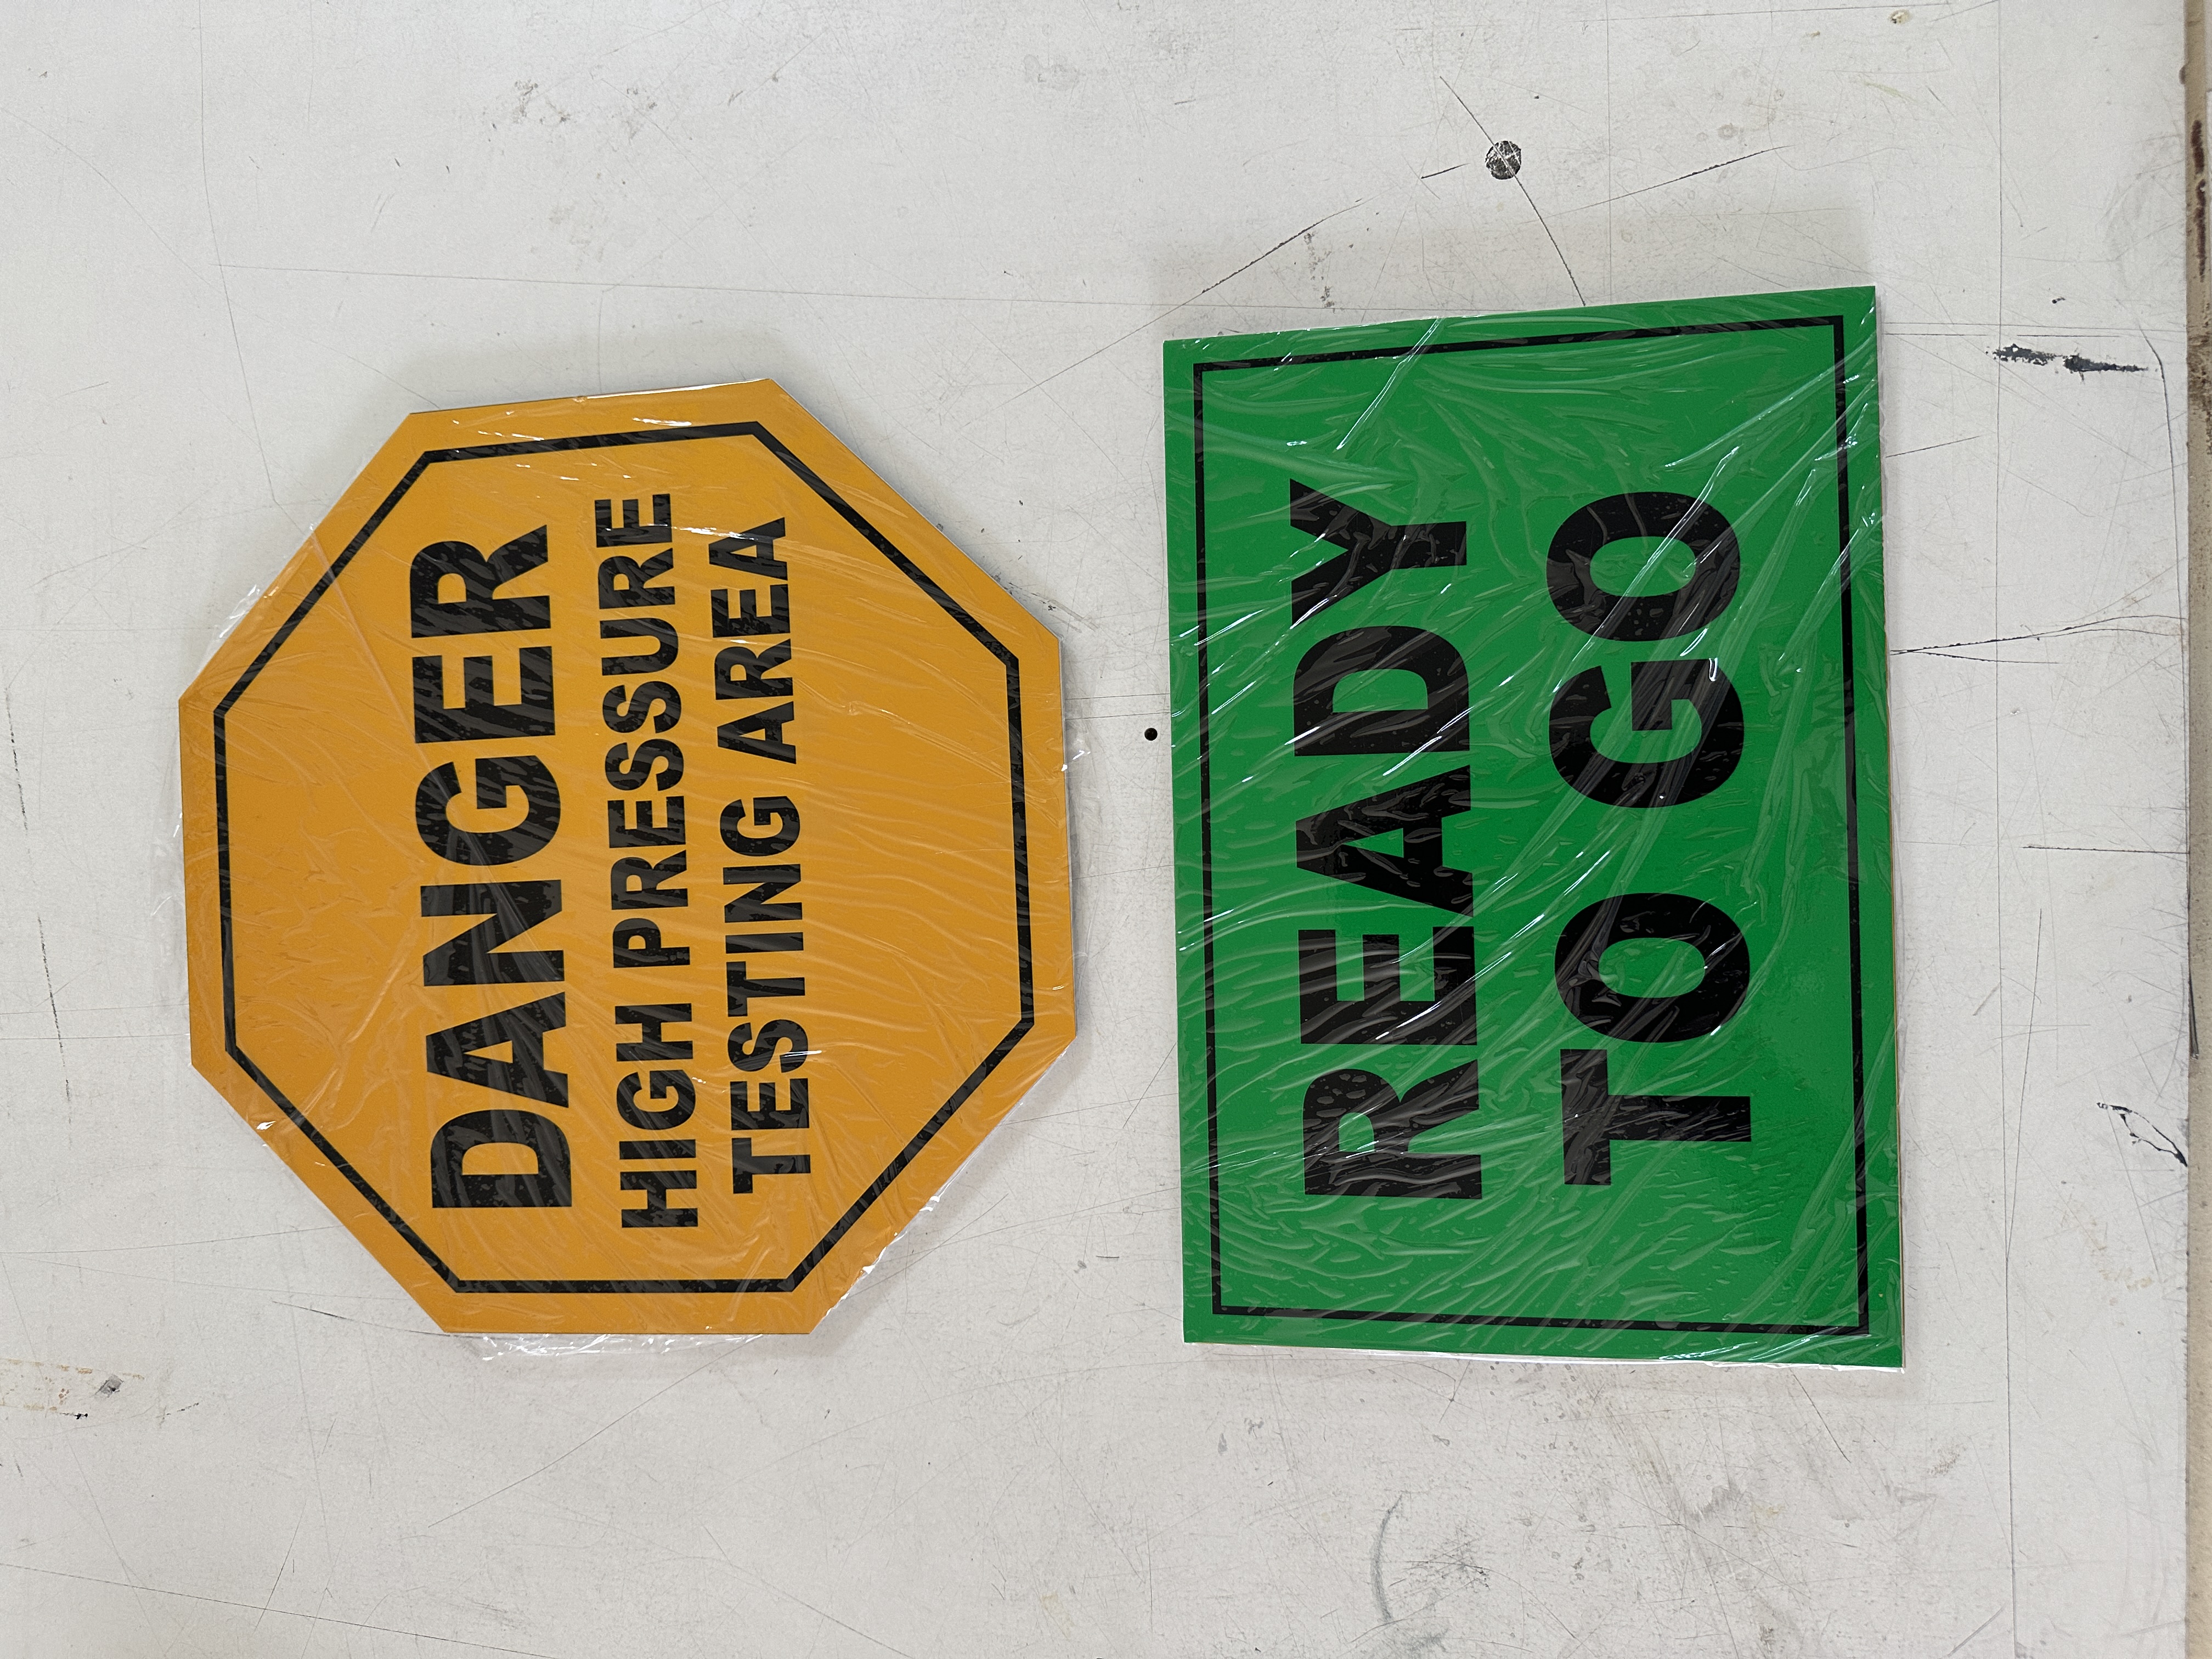 DANGER
HIGH PRESSURE
TESTING AREA
READY
TO GO